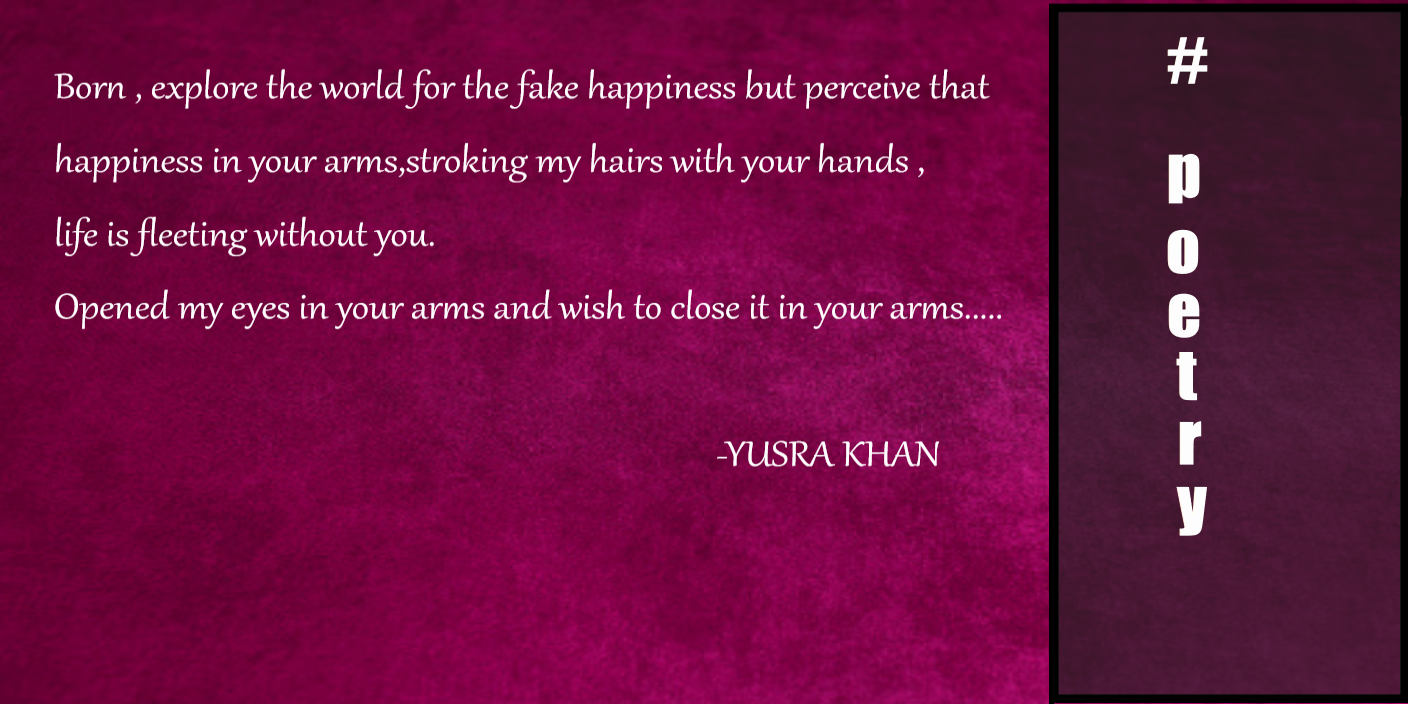 Born , explore the world for the fake happiness but perceive that
happiness in your arms,stroking my hairs with your hands ,
life is fleeting without you.
Opened my eyes in your arms and wish to close it in your arms.....
-YUSRA KHAN
#
p
o
e
t
r
y